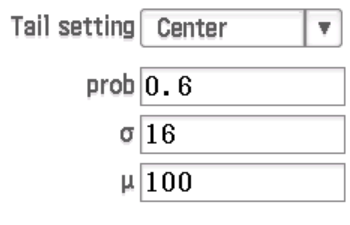 Tail setting Center
prob 0.6
σ 16
μ 100